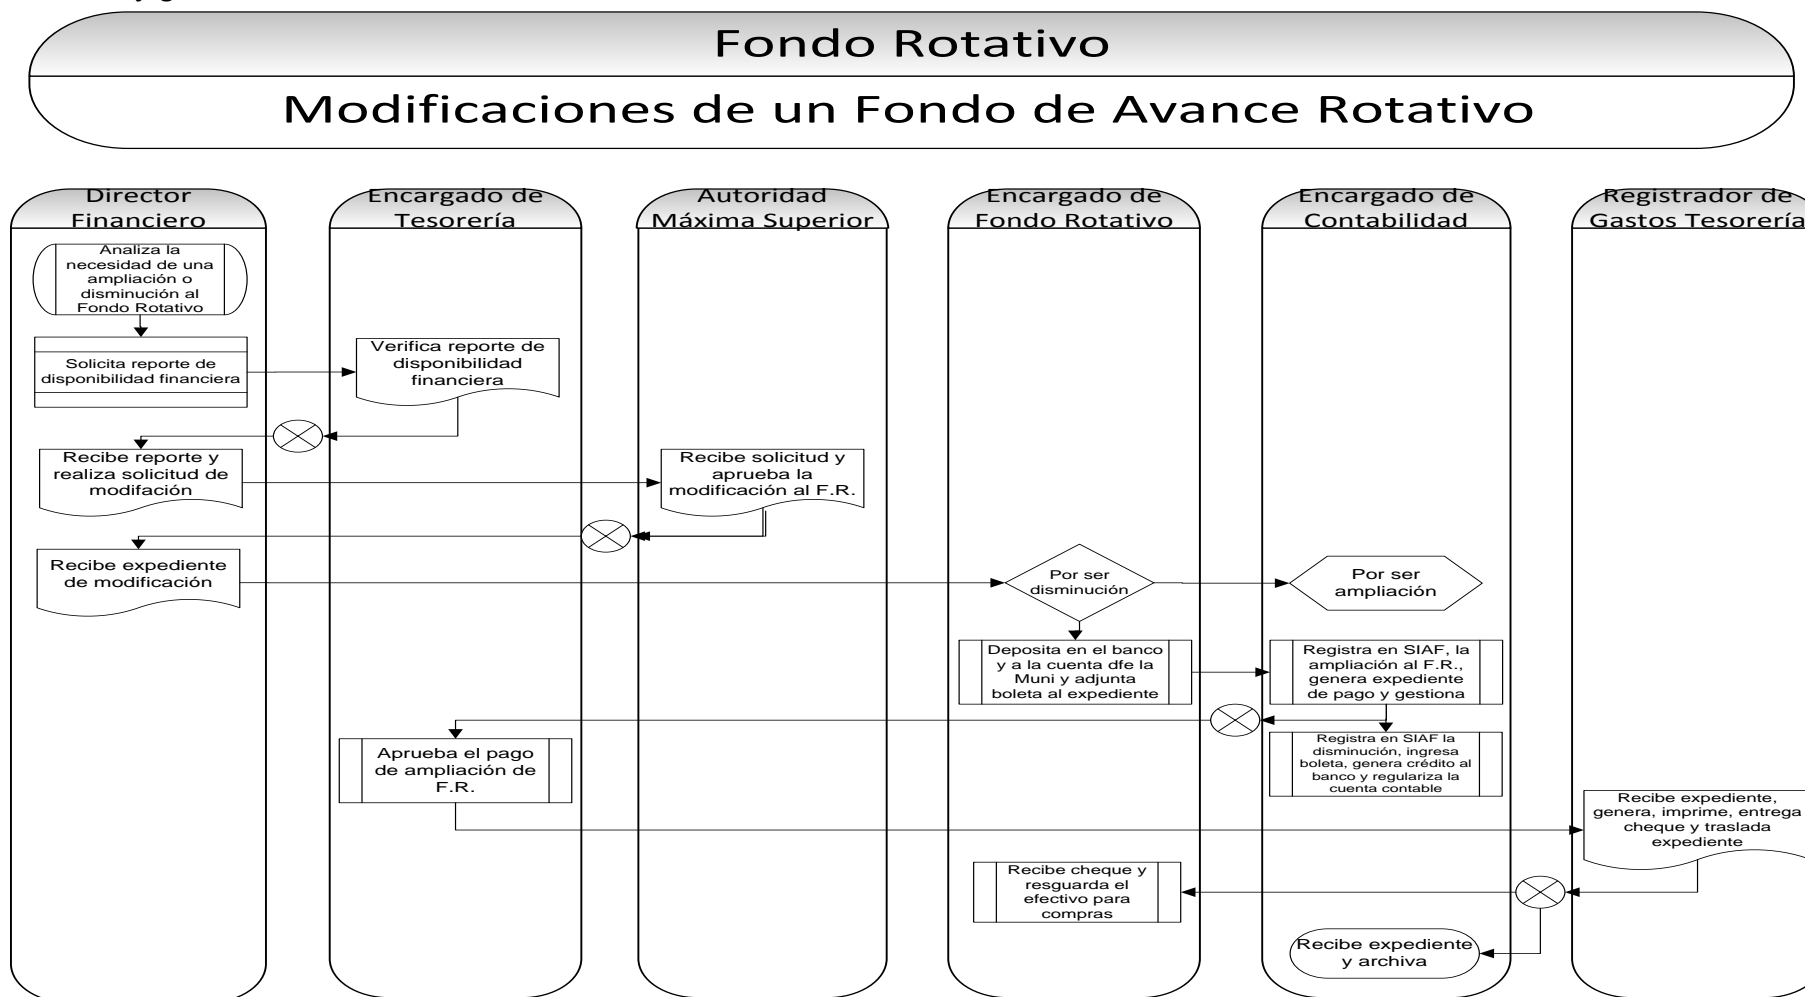 Fondo Rotativo
Modificaciones de un Fondo de Avance Rotativo
Director
Financiero
Encargado de
Tesorería
Autoridad
Máxima Superior
Encargado de
Fondo Rotativo
Encargado de
Contabilidad
Registrador de
Gastos Tesorería
Analiza la
necesidad de una
ampliación o
disminución al
Fondo Rotativo
Solicita reporte de
disponibilidad financiera
Verifica reporte de
disponibilidad
financiera
Recibe reporte y
realiza solicitud de
modifación
Recibe solicitud y
aprueba la
modificación al F.R.
Recibe expediente
de modificación
Por ser
disminución
Por ser
ampliación
Deposita en el banco
y a la cuenta dfe la
Muni y adjunta
boleta al expediente
Registra en SIAF, la
ampliación al F.R.,
genera expediente
de pago y gestiona
Aprueba el pago
de ampliación de
F.R.
Registra en SIAF la
disminución, ingresa
boleta, genera crédito al
banco y regulariza la
cuenta contable
Recibe expediente,
genera, imprime, entrega
cheque y traslada
expediente
Recibe cheque y
resguarda el
efectivo para
compras
Recibe expediente
y archiva